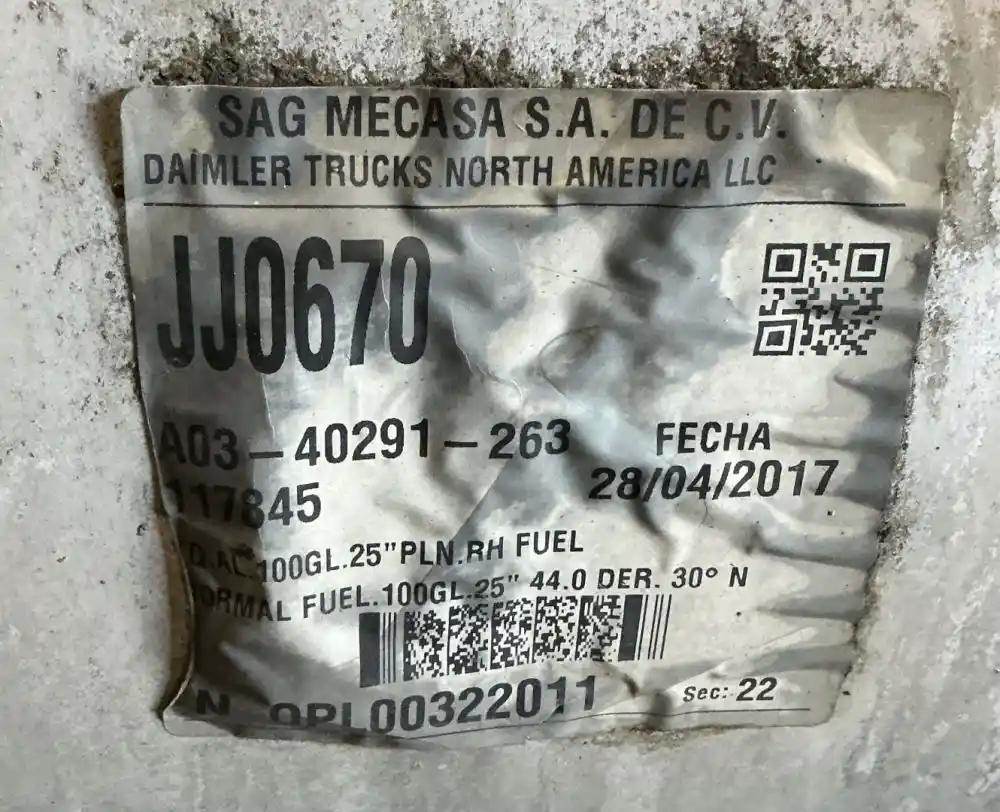 SAG MECASA S.A. DE C.V.
DAIMLER TRUCKS NORTH AMERICA LLC
JJ0670
A03-40291-263
FECHA
117845
28/04/2017
100GL.25"PLN.RH FUEL
NORMAL FUEL.100GL.25" 44.0 DER. 30° N
N QPL00322011
Sec: 22